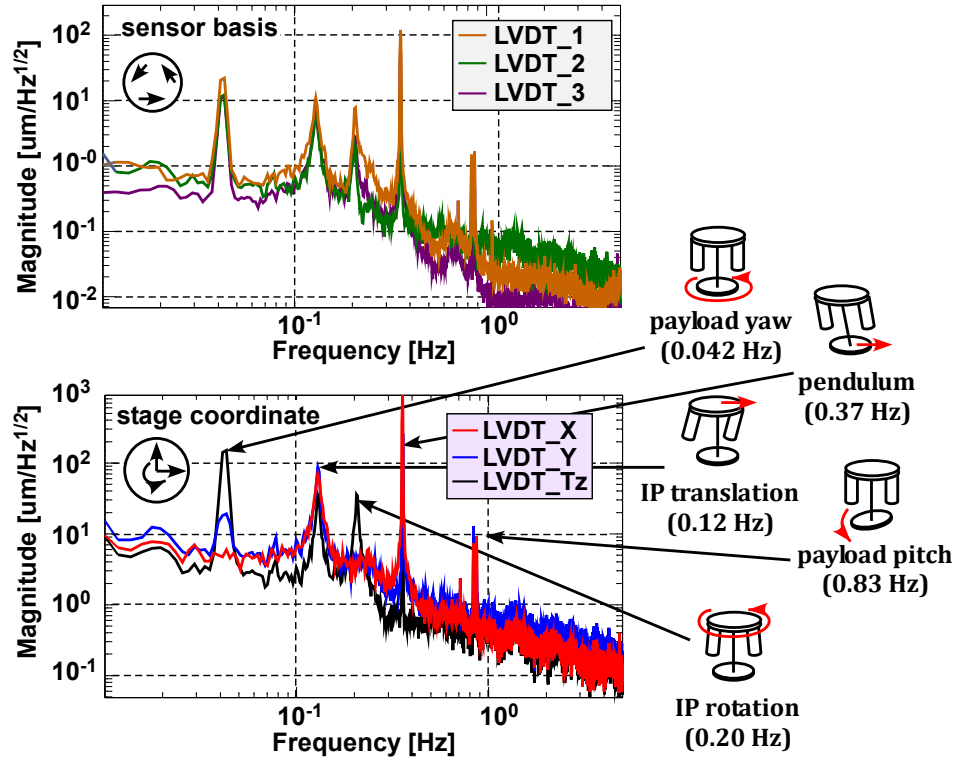 sensor basis
LVDT_1
LVDT_2
LVDT_3
Magnitude [um/Hz^1/2]
10^2
10^1
10^-0
10^-1
10^-2
10^-1
10^0
Frequency [Hz]
stage coordinate
LVDT_X
LVDT_Y
LVDT_Tz
Magnitude [um/Hz^1/2]
10^3
10^2
10^1
10^0
10^-1
10^-1
10^0
Frequency [Hz]
payload yaw
(0.042 Hz)
pendulum
(0.37 Hz)
IP translation
(0.12 Hz)
payload pitch
(0.83 Hz)
IP rotation
(0.20 Hz)